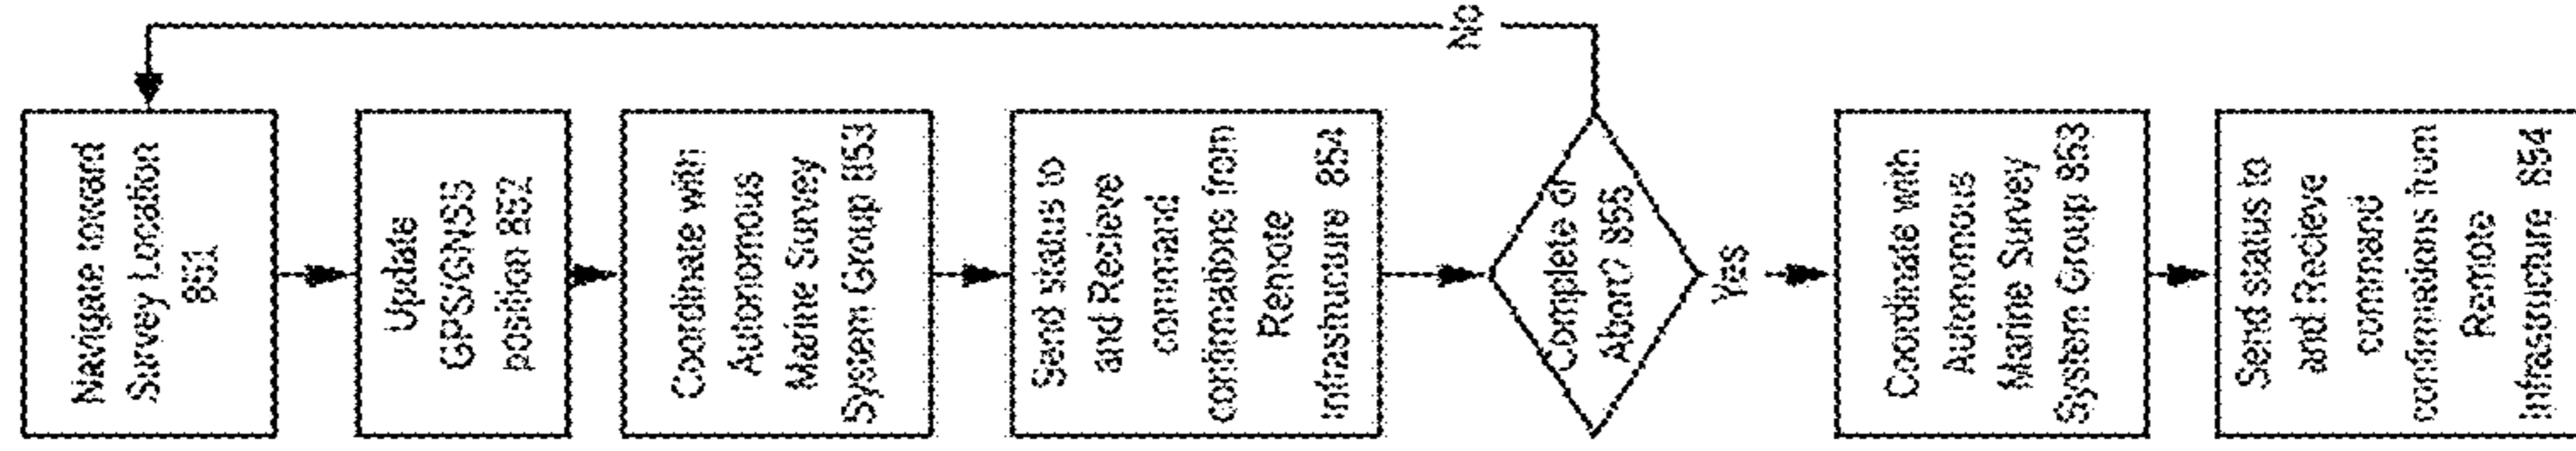 Navigate toward
Survey Location
851
Update
GPS/GNSS
position 852
Coordinate with
Autonomous
Marine Survey
System Group 853
Send status to
and Recieve
command
confirmations from
Remote
Infrastructure 854
Complete or
Abort? 855
No
Yes
Coordinate with
Autonomous
Marine Survey
System Group 853
Send status to
and Recieve
command
confirmations from
Remote
Infrastructure 854